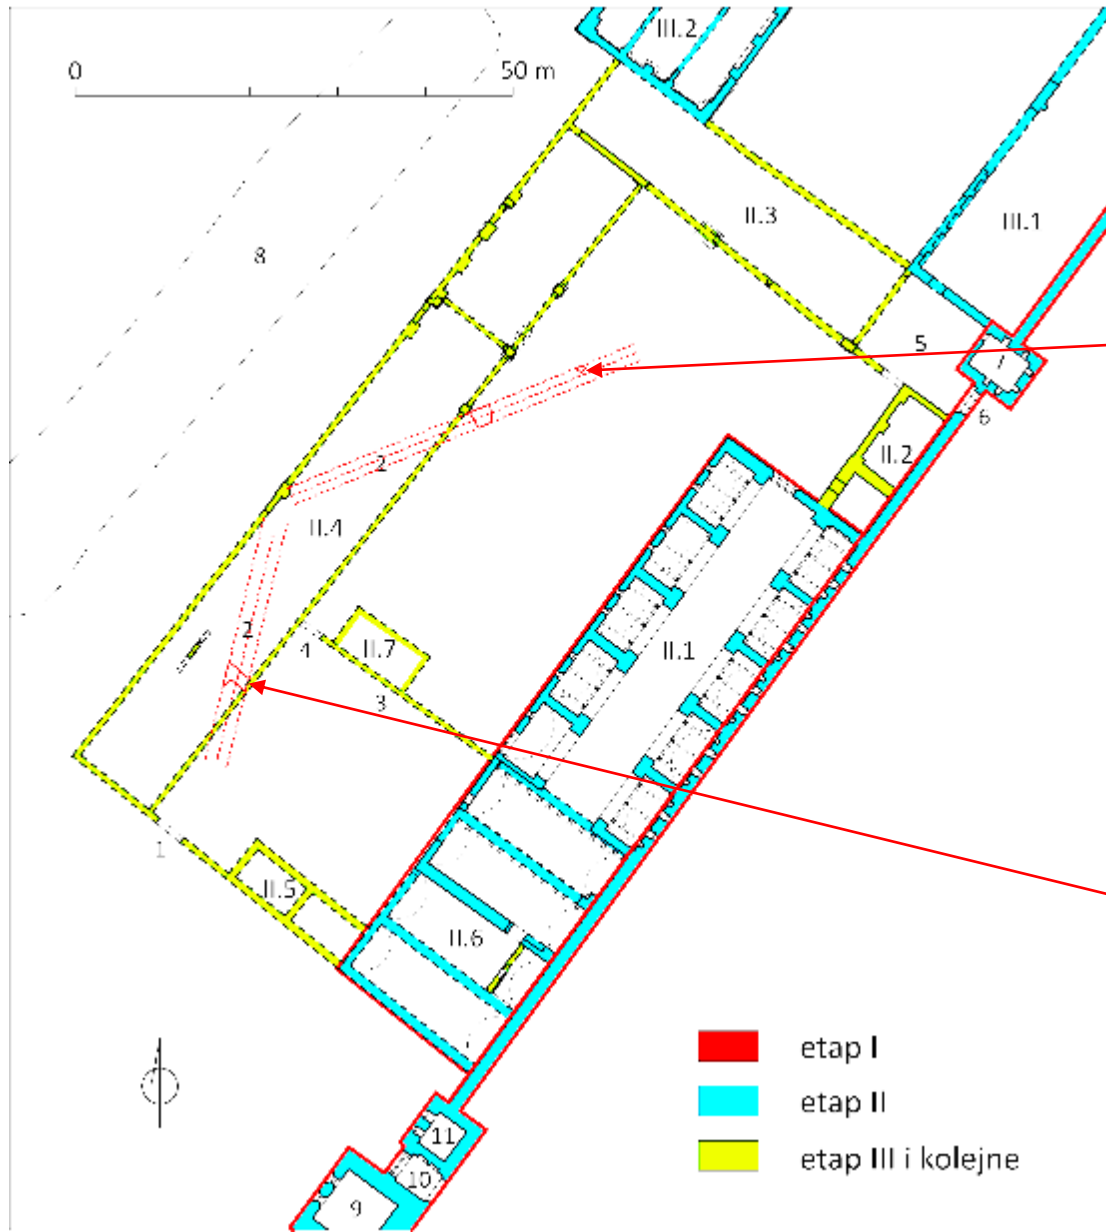 III.2
0 50 m
II.3
8
III.1
5
7
6
2
II.2
II.4
2
4
II.7
II.1
3
1
II.5
II.6
etap I
etap II
11
etap III i kolejne
10
9